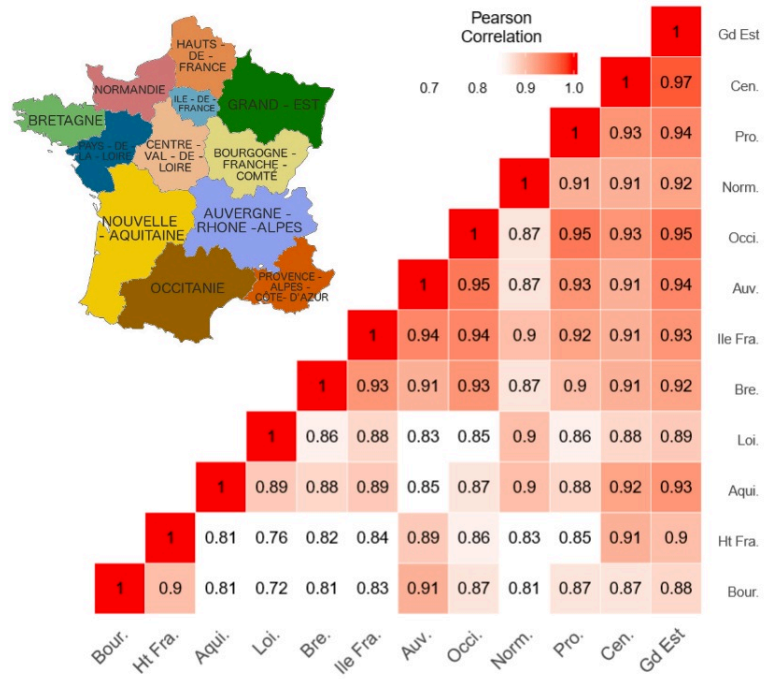 Pearson
Correlation
0.7 0.8 0.9 1.0
HAUTS
- DE -
FRANCE
NORMANDIE
ILE - DE -
FRANCE
GRAND - EST
BRETAGNE
PAYS - DE
- LA - LOIRE
CENTRE -
VAL - DE -
LOIRE
BOURGOGNE -
FRANCHE -
COMTÉ
NOUVELLE
- AQUITAINE
AUVERGNE -
RHONE -ALPES
OCCITANIE
PROVENCE -
ALPES -
CÔTE- D'AZUR
1 Gd Est
1 0.97 Cen.
1 0.93 0.94 Pro.
1 0.91 0.91 0.92 Norm.
1 0.87 0.95 0.93 0.95 Occi.
1 0.95 0.87 0.93 0.91 0.94 Auv.
1 0.94 0.94 0.9 0.92 0.91 0.93 Ile Fra.
1 0.93 0.91 0.93 0.87 0.9 0.91 0.92 Bre.
1 0.86 0.88 0.83 0.85 0.9 0.86 0.88 0.89 Loi.
1 0.89 0.88 0.89 0.85 0.87 0.9 0.88 0.92 0.93 Aqui.
1 0.81 0.76 0.82 0.84 0.89 0.86 0.83 0.85 0.91 0.9 Ht Fra.
1 0.9 0.81 0.72 0.81 0.83 0.91 0.87 0.81 0.87 0.87 0.88 Bour.
Bour. Ht Fra. Aqui. Loi. Bre. Ile Fra. Auv. Occi. Norm. Pro. Cen. Gd Est